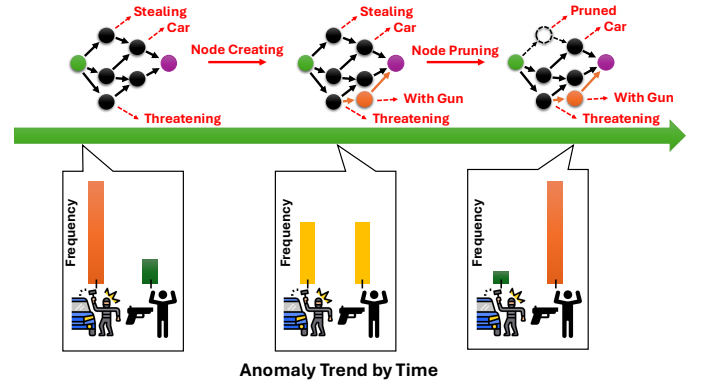 Stealing
Car
Threatening
Node Creating
Stealing
Car
With Gun
Threatening
Node Pruning
Pruned
Car
With Gun
Threatening
Frequency
Frequency
Frequency
Anomaly Trend by Time